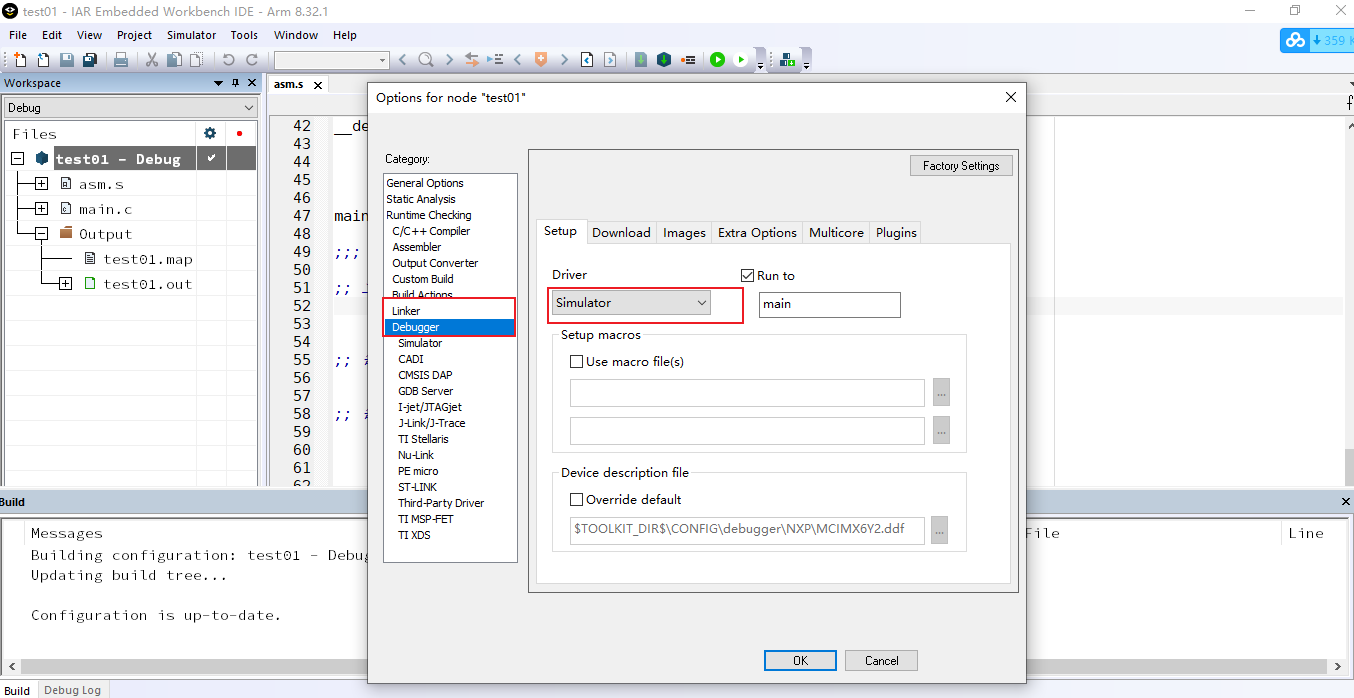 test01 - IAR Embedded Workbench IDE - Arm 8.32.1
File Edit View Project Simulator Tools Window Help
359
Workspace
asm.s
Debug
Files
test01 - Debug
asm.s
main.c
Output
test01.map
test01.out
42 __de
43
44
45
46
47 main
48
49 ;;;
50
51 ;;
52
53
54
55 ;;
56
57
58 ;;
59
60
61
62
Options for node "test01"
Category:
General Options
Static Analysis
Runtime Checking
C/C++ Compiler
Assembler
Output Converter
Custom Build
Build Actions
Linker
Debugger
Simulator
CADI
CMSIS DAP
GDB Server
I-jet/JTAGjet
J-Link/J-Trace
TI Stellaris
Nu-Link
PE micro
ST-LINK
Third-Party Driver
TI MSP-FET
TI XDS
Factory Settings
Setup Download Images Extra Options Multicore Plugins
Driver
Run to
Simulator
main
Setup macros
Use macro file(s)
...
...
Device description file
Override default
$TOOLKIT_DIR$\CONFIG\debugger\NXP\MCIMX6Y2.ddf
...
OK Cancel
Build
Messages
File
Line
Building configuration: test01 - Debug
Updating build tree...
Configuration is up-to-date.
Build Debug Log